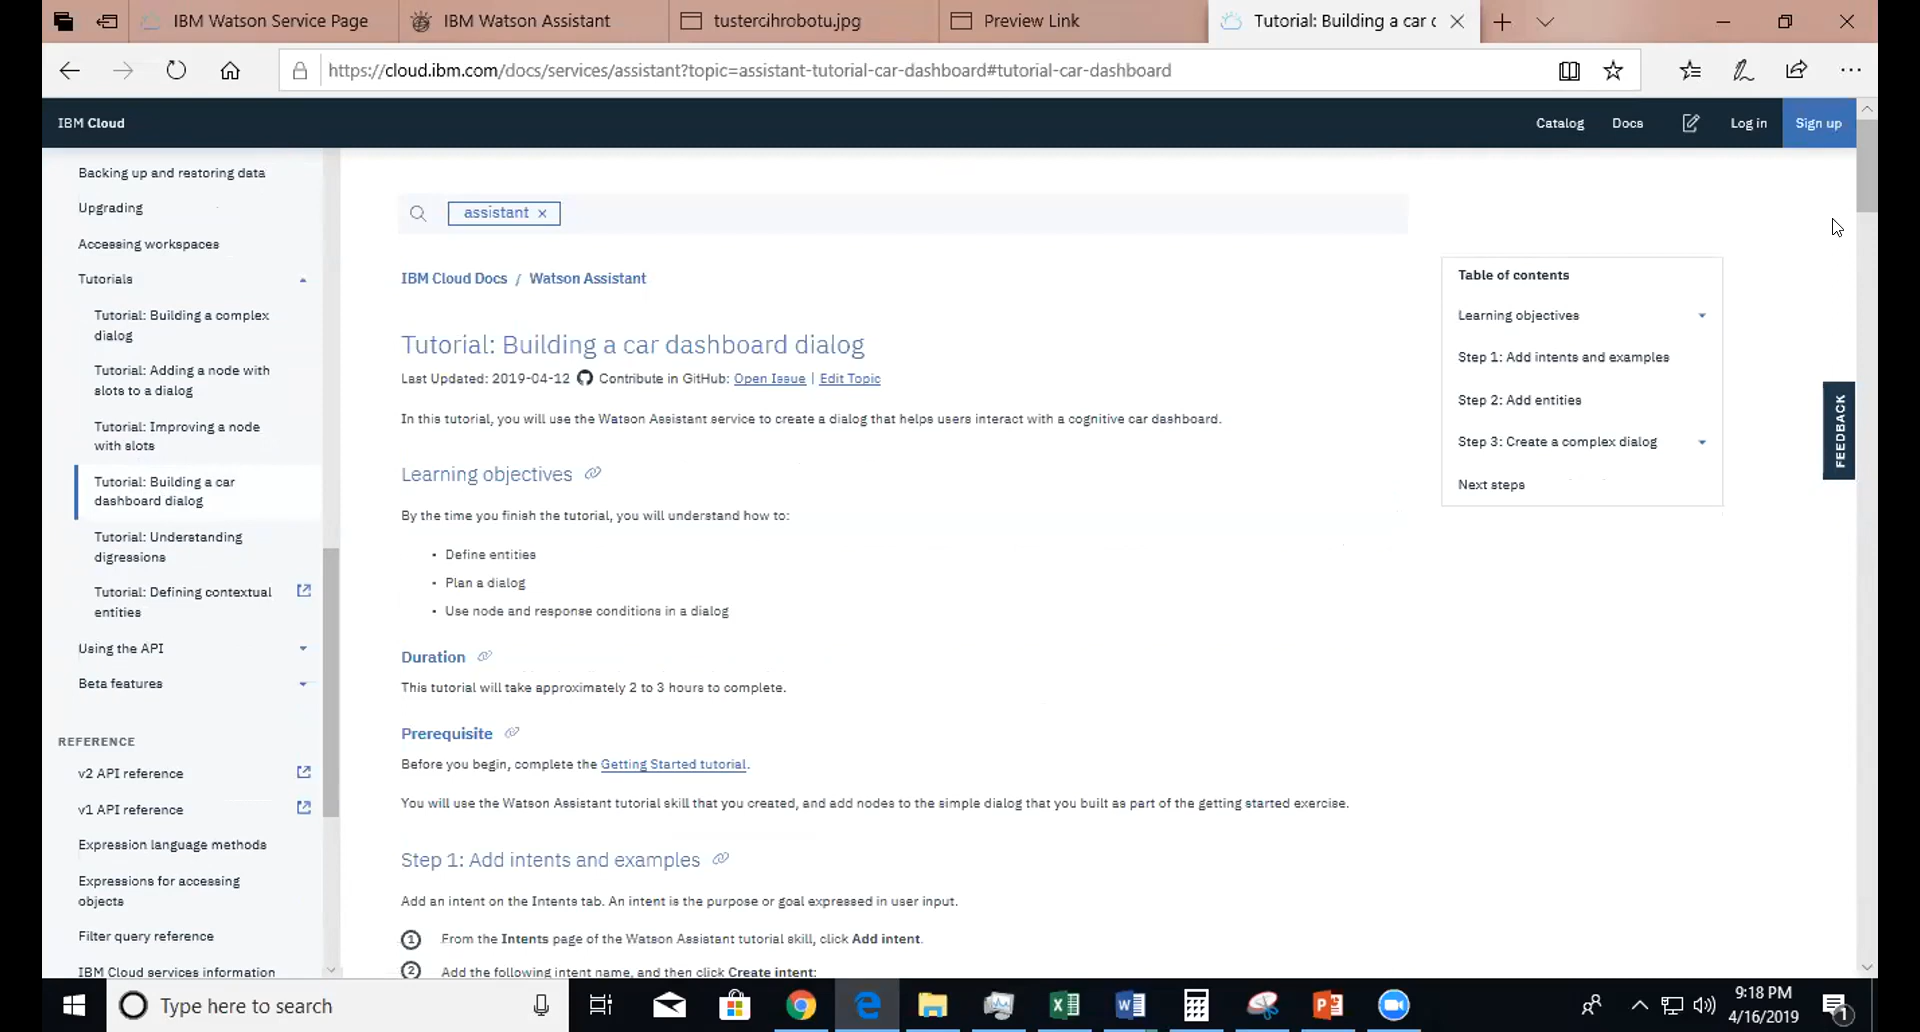 IBM Watson Service Page
IBM Watson Assistant
tustercihrobotu.jpg
Preview Link
Tutorial: Building a car c
https://cloud.ibm.com/docs/services/assistant?topic=assistant-tutorial-car-dashboard#tutorial-car-dashboard
IBM Cloud
Catalog
Docs
Log in
Sign up
Backing up and restoring data
Upgrading
Accessing workspaces
Tutorials
Tutorial: Building a complex
dialog
Tutorial: Adding a node with
slots to a dialog
Tutorial: Improving a node
with slots
Tutorial: Building a car
dashboard dialog
Tutorial: Understanding
digressions
Tutorial: Defining contextual
entities
Using the API
Beta features
REFERENCE
v2 API reference
v1 API reference
Expression language methods
Expressions for accessing
objects
Filter query reference
IBM Cloud services information
assistant ×
IBM Cloud Docs / Watson Assistant
Tutorial: Building a car dashboard dialog
Last Updated: 2019-04-12 Contribute in GitHub: Open Issue | Edit Topic
In this tutorial, you will use the Watson Assistant service to create a dialog that helps users interact with a cognitive car dashboard.
Learning objectives
By the time you finish the tutorial, you will understand how to:
• Define entities
• Plan a dialog
• Use node and response conditions in a dialog
Duration
This tutorial will take approximately 2 to 3 hours to complete.
Prerequisite
Before you begin, complete the Getting Started tutorial.
You will use the Watson Assistant tutorial skill that you created, and add nodes to the simple dialog that you built as part of the getting started exercise.
Step 1: Add intents and examples
Add an intent on the Intents tab. An intent is the purpose or goal expressed in user input.
1 From the Intents page of the Watson Assistant tutorial skill, click Add intent.
2 Add the following intent name, and then click Create intent:
Table of contents
Learning objectives
Step 1: Add intents and examples
Step 2: Add entities
Step 3: Create a complex dialog
Next steps
FEEDBACK
Type here to search
9:18 PM
4/16/2019
1